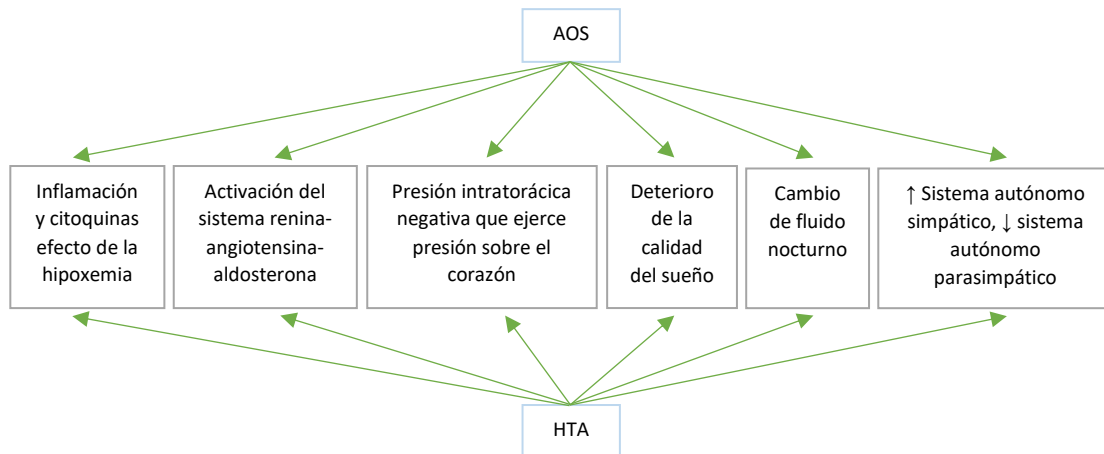 AOS
Inflamación
y citoquinas
efecto de la
hipoxemia
Activación del
sistema renina-
angiotensina-
aldosterona
Presión intratorácica
negativa que ejerce
presión sobre el
corazón
Deterioro
de la
calidad
del sueño
Cambio
de fluido
nocturno
↑ Sistema autónomo
simpático, ↓ sistema
autónomo
parasimpático
HTA